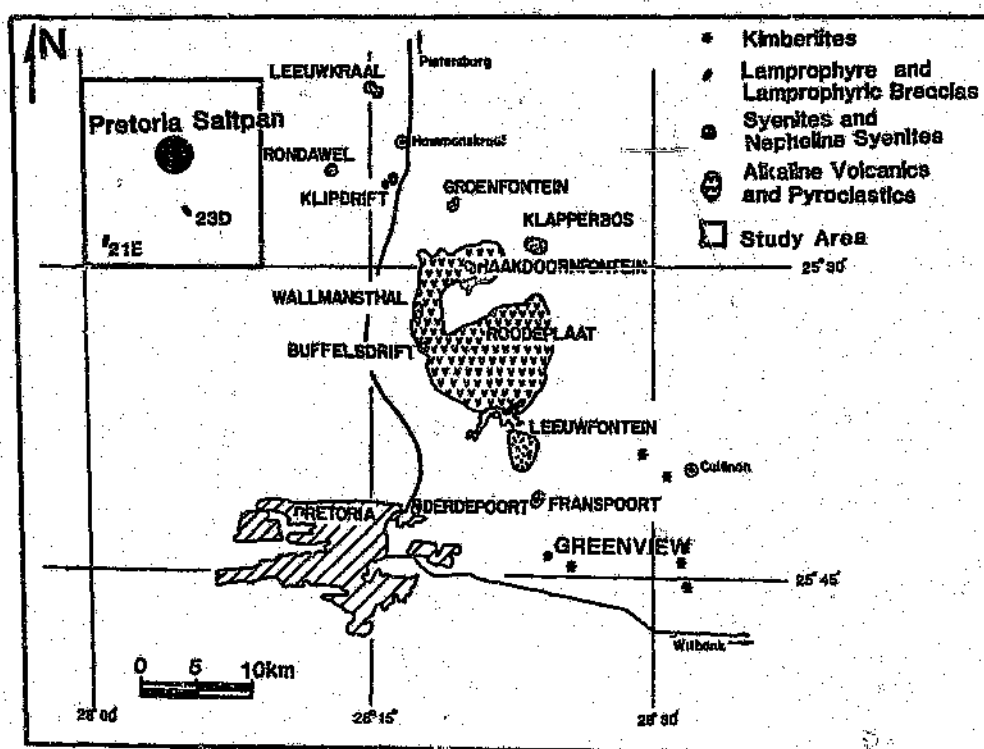 N
Pietersburg
LEEUWKRAAL
Pretoria Saltpan
RONDAWEL
KLIPDRIFT
GROENFONTEIN
KLAPPERBOS
23D
21E
HAAKDOORNFONTEIN
25°30'
WALLMANSTHAL
BUFFELSDRIFT
ROODEPLAAT
LEEUWFONTEIN
Cullinan
PRETORIA
DERDEPOORT
FRANSPOORT
GREENVIEW
25°45'
Witbank
0 5 10km
28°00'
28°15'
28°30'
Kimberlites
Lamprophyre and
Lamprophyric Breccias
Syenites and
Nepheline Syenites
Alkaline Volcanics
and Pyroclastics
Study Area